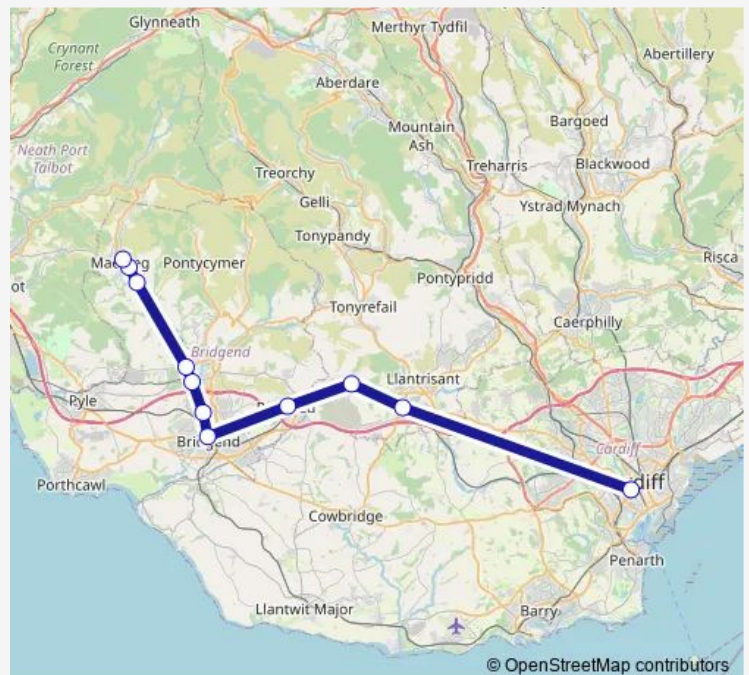 Glynneath
Merthyr Tydfil
Crynant
Forest
Abertillery
Aberdare
Mountain
Ash
Bargoed
Neath Port
Talbot
Treorchy
Treharris
Blackwood
Gelli
Ystrad Mynach
Tonypandy
Pontycymer
Risca
Pontypridd
Tonyrefail
Caerphilly
Bridgend
Llantrisant
Pyle
Cardiff
Porthcawl
Cowbridge
Penarth
Llantwit Major
Barry
© OpenStreetMap contributors